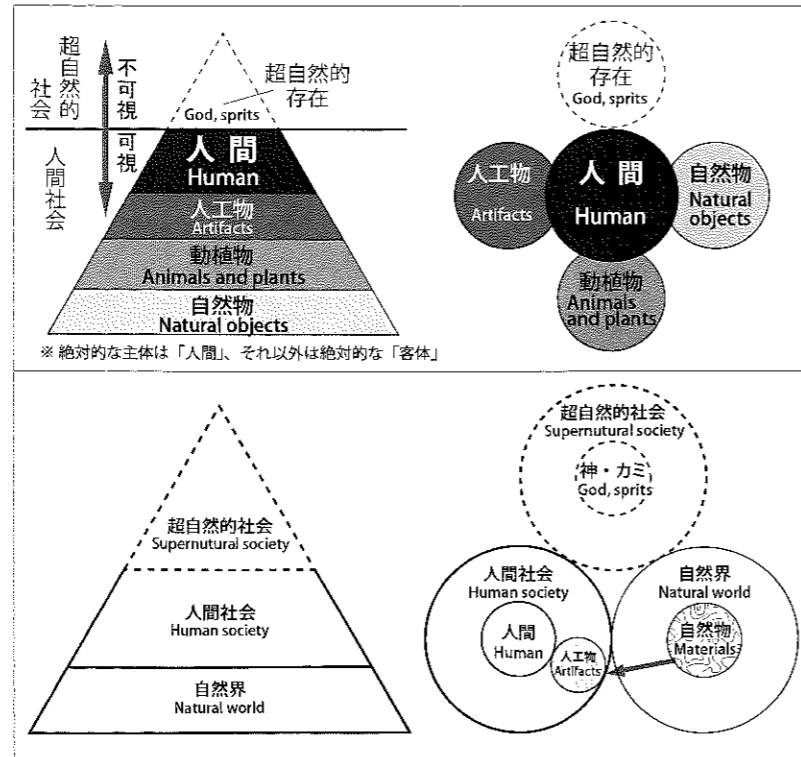 超自然的
社会
不可視
可視
人間社会
超自然的
存在
God, sprits
人 間
Human
人工物
Artifacts
動植物
Animals and plants
自然物
Natural objects
※ 絶対的な主体は「人間」、それ以外は絶対的な「客体」
超自然的
存在
God, sprits
人工物
Artifacts
人 間
Human
自然物
Natural
objects
動植物
Animals
and plants
超自然的社会
Supernutural society
人間社会
Human society
自然界
Natural world
超自然的社会
Supernutural society
神・カミ
God, sprits
人間社会
Human society
人間
Human
人工物
Artifacts
自然界
Natural world
自然物
Materials